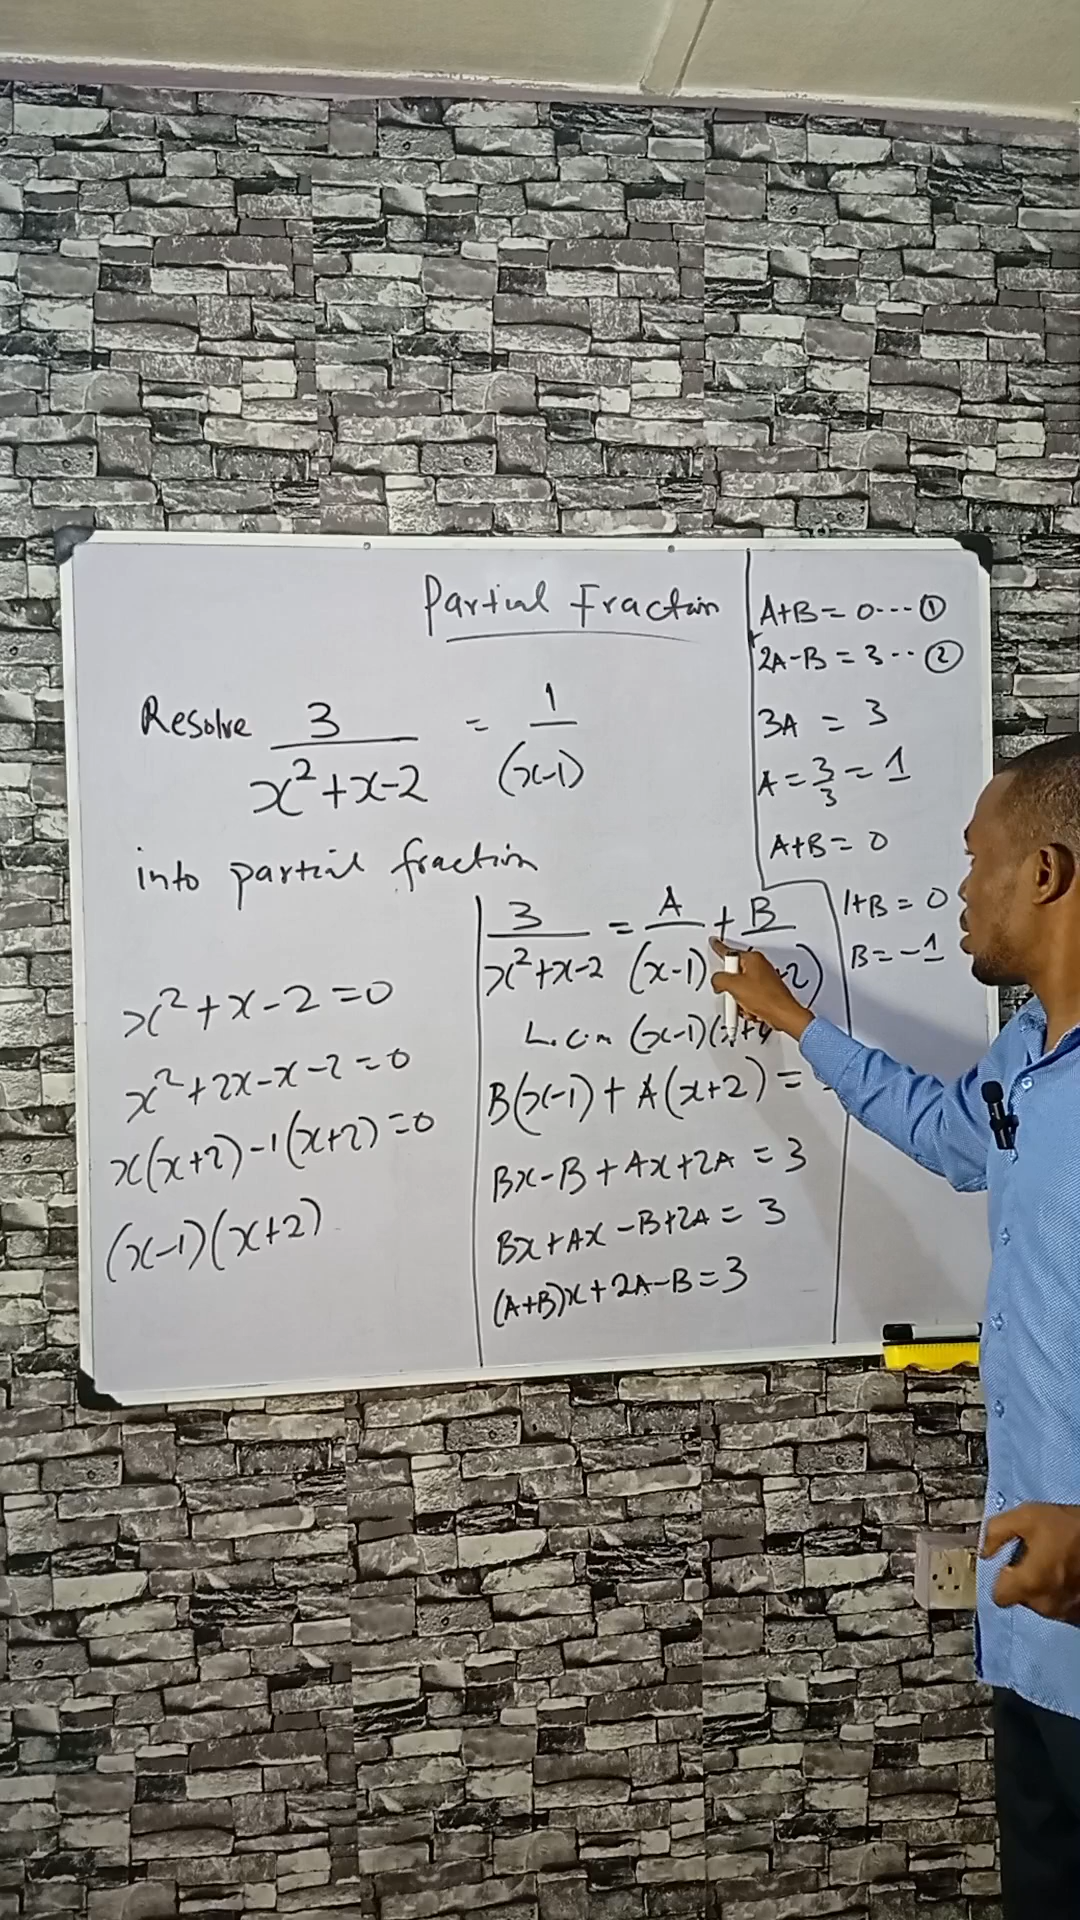 Partial Fraction
Resolve 3/(x²+x-2) = 1/(x-1)
into partial fraction
x²+x-2=0
x²+2x-x-2=0
x(x+2)-1(x+2)=0
(x-1)(x+2)
3/(x²+x-2) = A/(x-1) + B/
L.c.m (x-1)(x+
B(x-1)+A(x+2)=
Bx-B+Ax+2A=3
Bx+Ax-B+2A=3
(A+B)x+2A-B=3
A+B=0---①
2A-B=3--②
3A=3
A=3/3=1
A+B=0
1+B=0
B=-1